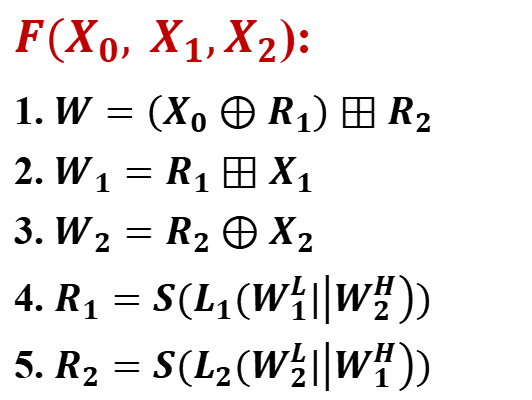 F(X₀, X₁, X₂):
1. W = (X₀ ⊕ R₁) ⊞ R₂
2. W₁ = R₁ ⊞ X₁
3. W₂ = R₂ ⊕ X₂
4. R₁ = S(L₁(W₁ᴸ||W₂ᴴ))
5. R₂ = S(L₂(W₂ᴸ||W₁ᴴ))